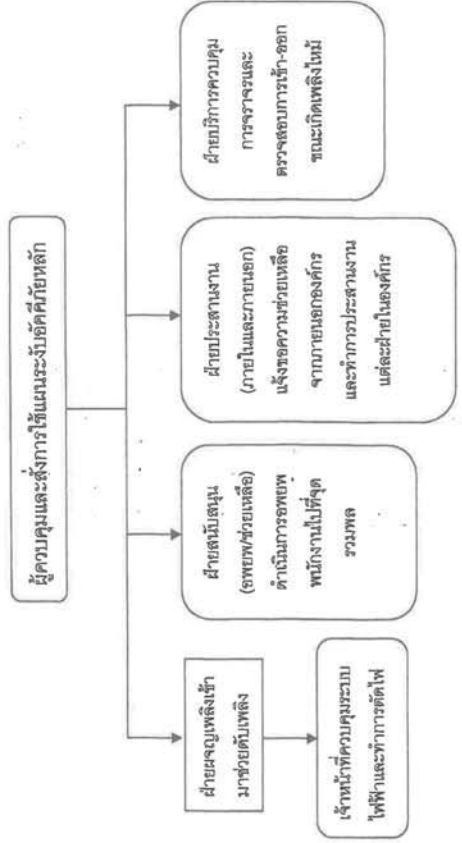 ผู้ควบคุมและสั่งการใช้แผนระงับอัคคีภัยหลัก
ฝ่ายผจญเพลิงเข้า
มาช่วยดับเพลิง
เจ้าหน้าที่ควบคุมระบบ
ไฟฟ้าและทำการตัดไฟ
ฝ่ายสนับสนุน
(อพยพ/ช่วยเหลือ)
ดำเนินการอพยพ
พนักงานไปที่จุด
รวมพล
ฝ่ายประสานงาน
(ภายในและภายนอก)
แจ้งขอความช่วยเหลือ
จากภายนอกองค์กร
และทำการประสานงาน
แต่ละฝ่ายในองค์กร
ฝ่ายบริการควบคุม
การจราจรและ
ตรวจสอบการเข้า-ออก
ขณะเกิดเพลิงไหม้